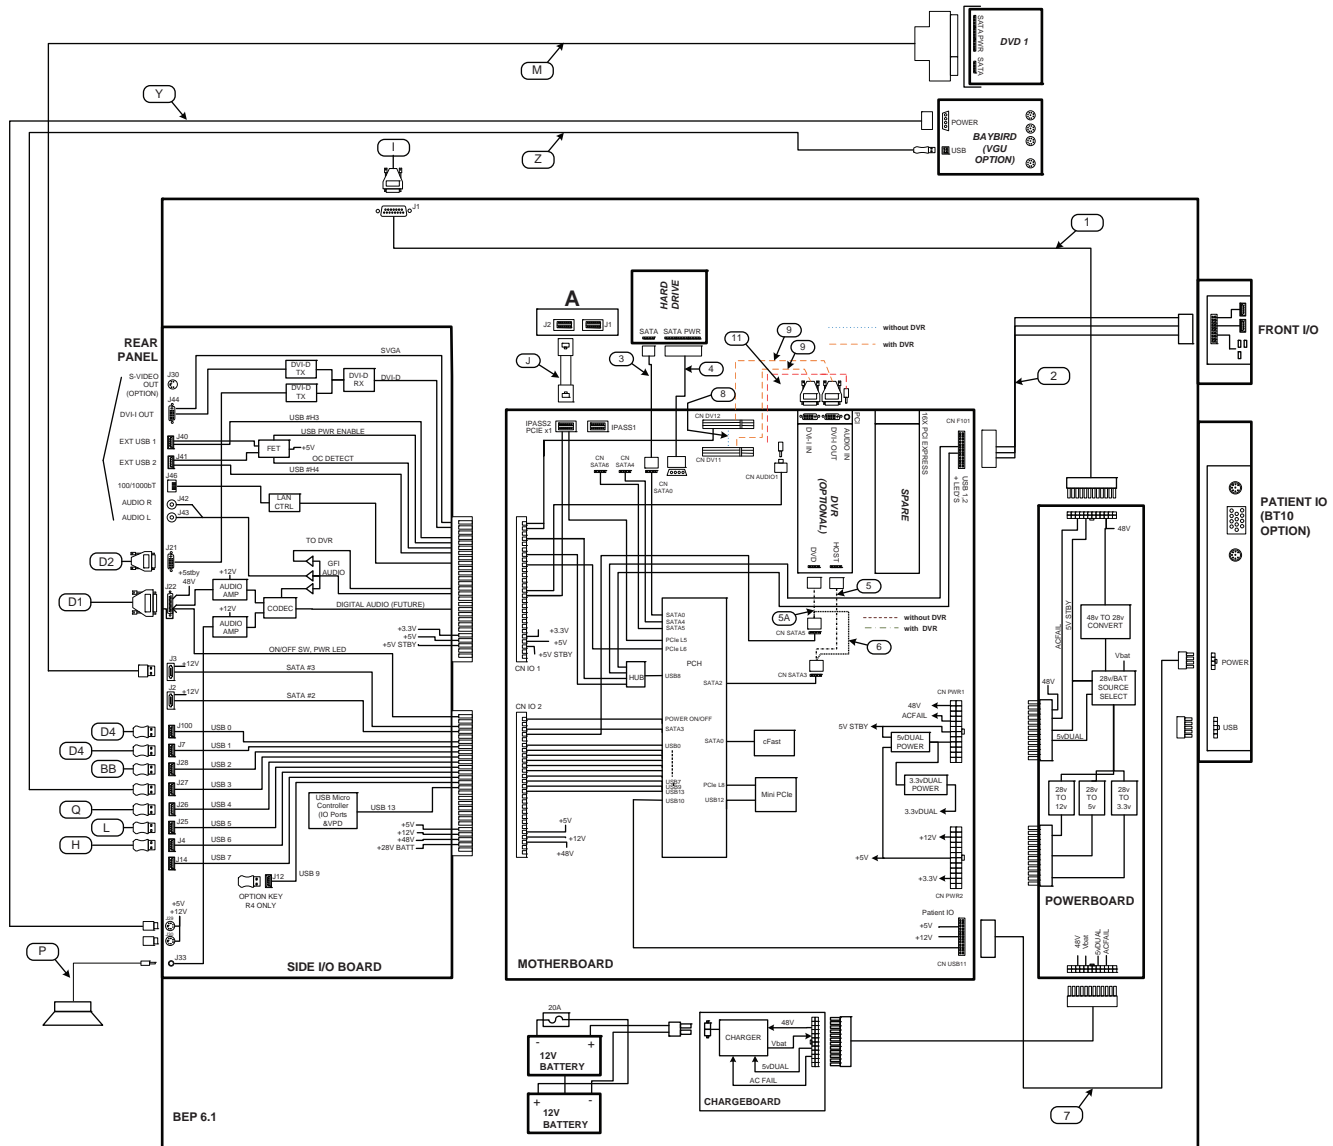 M
SATA PWR
SATA
DVD 1
Y
Z
POWER
USB
BAYBIRD
(VGU
OPTION)
I
J1
1
HARD
DRIVE
SATA
SATA PWR
A
J2
J1
J
3
4
8
11
9
9
without DVR
with DVR
FRONT I/O
2
REAR
PANEL
S-VIDEO
OUT
(OPTION)
J30
DVI-I OUT
J44
EXT USB 1
J40
EXT USB 2
J41
100/1000bT
J46
AUDIO R
J42
AUDIO L
J43
SVGA
DVI-D
TX
DVI-D
TX
DVI-D
RX
DVI-D
USB #H3
USB PWR ENABLE
FET
+5V
OC DETECT
USB #H4
LAN
CTRL
TO DVR
GFI
AUDIO
D2
J21
D1
J22
+5stby
48V
+12V
AUDIO
AMP
+12V
AUDIO
AMP
CODEC
DIGITAL AUDIO (FUTURE)
+3.3V
+5V
+5V STBY
ON/OFF SW, PWR LED
J3
+12V
SATA #3
J2
+12V
SATA #2
D4
J100
USB 0
D4
J7
USB 1
BB
J28
USB 2
J27
USB 3
Q
J26
USB 4
L
J25
USB 5
H
J4
USB 6
J14
USB 7
USB Micro
Controller
(IO Ports
&VPD
USB 13
+5V
+12V
+48V
+28V BATT
J12
USB 9
OPTION KEY
R4 ONLY
+5V
+12V
P
J33
SIDE I/O BOARD
BEP 6.1
IPASS2
PCIE x1
IPASS1
CN
SATA6
CN
SATA4
CN
SATA0
CN DV12
CN DV11
CN AUDIO1
DVI-I IN
DVI-I OUT
AUDIO IN
PCI
DVR
(OPTIONAL)
DVD
HOIST
SPARE
16X PCI EXPRESS
CN F101
USB 1,2
+ LED'S
5
5A
6
without DVR
with DVR
CN SATA5
CN SATA3
+3.3V
+5V
+5V STBY
CN IO 1
HUB
SATA0
SATA4
SATA5
PCIe L5
PCIe L6
PCH
USB8
SATA2
POWER ON/OFF
SATA3
USB0
USB7
USB9
USB13
USB10
SATA0
PCIe L8
USB12
cFast
Mini PCIe
CN IO 2
+5V
+12V
+48V
CN PWR1
48V
ACFAIL
5V STBY
5vDUAL
POWER
3.3vDUAL
POWER
3.3vDUAL
+12V
+5V
+3.3V
CN PWR2
Patient IO
+5V
+12V
CN USB11
MOTHERBOARD
48V
ACFAIL
5V STBY
48v TO 28v
CONVERT
Vbat
28v/BAT
SOURCE
SELECT
48V
5vDUAL
28v
TO
12v
28v
TO
5v
28v
TO
3.3v
POWERBOARD
48V
Vbat
5vDUAL
ACFAIL
PATIENT IO
(BT10
OPTION)
POWER
USB
20A
-
+
12V
BATTERY
+
-
12V
BATTERY
CHARGER
48V
Vbat
5vDUAL
AC FAIL
CHARGEBOARD
7